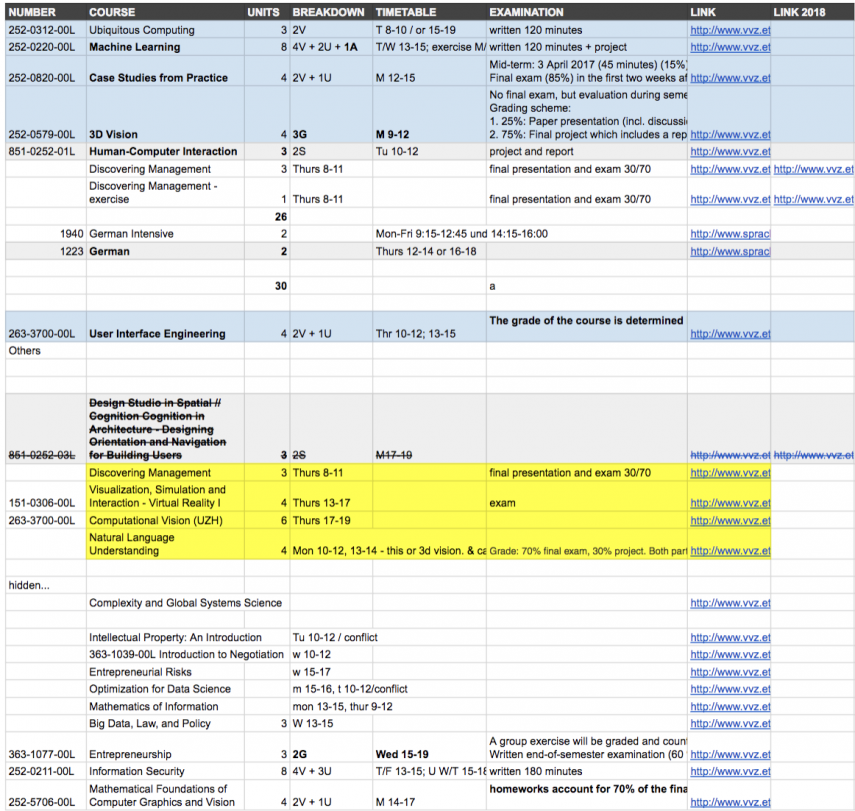 NUMBER COURSE UNITS BREAKDOWN TIMETABLE EXAMINATION LINK LINK 2018
252-0312-00L Ubiquitous Computing 3 2V T 8-10 / or 15-19 written 120 minutes http://www.vvz.et
252-0220-00L Machine Learning 8 4V + 2U + 1A T/W 13-15; exercise M/ written 120 minutes + project http://www.vvz.et
Mid-term: 3 April 2017 (45 minutes) (15%)
252-0820-00L Case Studies from Practice 4 2V + 1U M 12-15 Final exam (85%) in the first two weeks af http://www.vvz.et
No final exam, but evaluation during seme
Grading scheme:
1. 25%: Paper presentation (incl. discussi
252-0579-00L 3D Vision 4 3G M 9-12 2. 75%: Final project which includes a rep http://www.vvz.et
851-0252-01L Human-Computer Interaction 3 2S Tu 10-12 project and report http://www.vvz.et
Discovering Management 3 Thurs 8-11 final presentation and exam 30/70 http://www.vvz.et http://www.vvz.et
Discovering Management -
exercise 1 Thurs 8-11 final presentation and exam 30/70 http://www.vvz.et http://www.vvz.et
26
1940 German Intensive 2 Mon-Fri 9:15-12:45 und 14:15-16:00 http://www.sprac
1223 German 2 Thurs 12-14 or 16-18 http://www.sprac
30 a
The grade of the course is determined
263-3700-00L User Interface Engineering 4 2V + 1U Thr 10-12; 13-15 http://www.vvz.et
Others
Design Studio in Spatial //
Cognition Cognition in
Architecture - Designing
Orientation and Navigation
851-0252-03L for Building Users 3 2S M17-19 http://www.vvz.et http://www.vvz.et
Discovering Management 3 Thurs 8-11 final presentation and exam 30/70 http://www.vvz.et
Visualization, Simulation and
151-0306-00L Interaction - Virtual Reality I 4 Thurs 13-17 exam http://www.vvz.et
263-3700-00L Computational Vision (UZH) 6 Thurs 17-19 http://www.vvz.et
Natural Language
Understanding 4 Mon 10-12, 13-14 - this or 3d vision. & ca Grade: 70% final exam, 30% project. Both part http://www.vvz.et
hidden...
Complexity and Global Systems Science http://www.vvz.et
Intellectual Property: An Introduction Tu 10-12 / conflict http://www.vvz.et
363-1039-00L Introduction to Negotiation w 10-12 http://www.vvz.et
Entrepreneurial Risks w 15-17 http://www.vvz.et
Optimization for Data Science m 15-16, t 10-12/conflict http://www.vvz.et
Mathematics of Information mon 13-15, thur 9-12 http://www.vvz.et
Big Data, Law, and Policy 3 W 13-15 http://www.vvz.et
A group exercise will be graded and coun
363-1077-00L Entrepreneurship 3 2G Wed 15-19 Written end-of-semester examination (60 http://www.vvz.et
252-0211-00L Information Security 8 4V + 3U T/F 13-15; U W/T 15-18 written 180 minutes http://www.vvz.et
Mathematical Foundations of homeworks account for 70% of the fina
252-5706-00L Computer Graphics and Vision 4 2V + 1U M 14-17 http://www.vvz.et